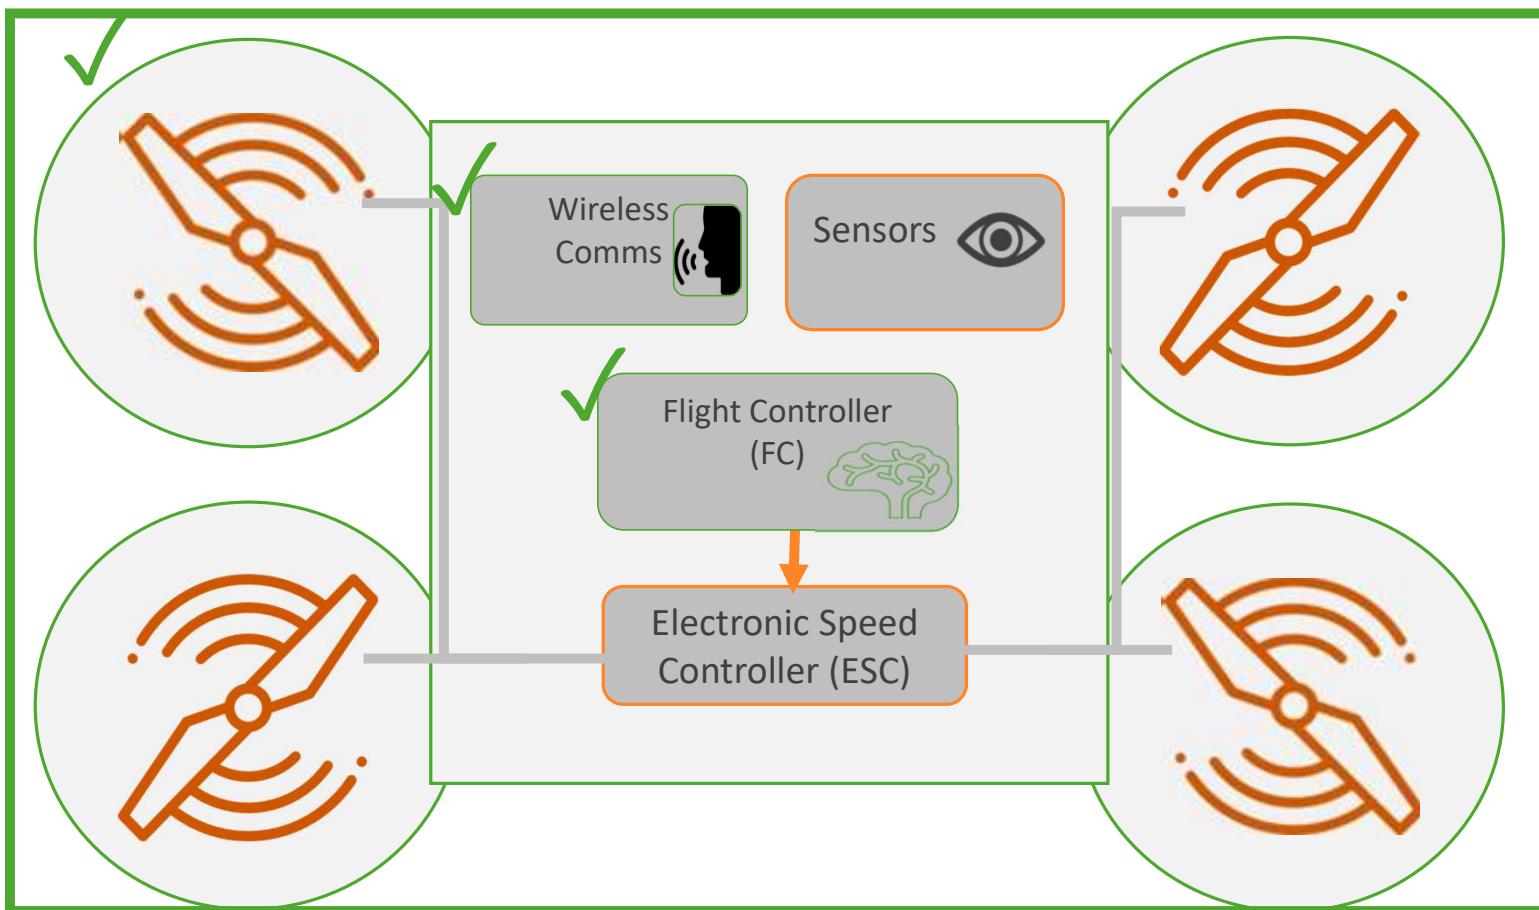 Wireless
Comms
Sensors
Flight Controller
(FC)
Electronic Speed
Controller (ESC)